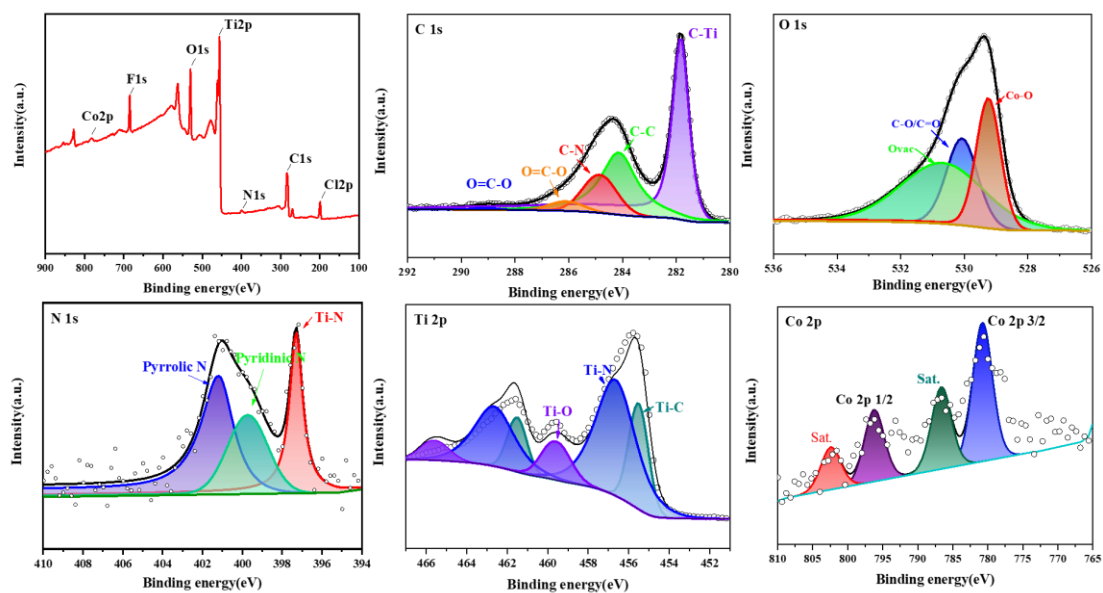 Ti2p
O1s
F1s
Co2p
C1s
N1s
Cl2p
Intensity(a.u.)
900 800 700 600 500 400 300 200 100
Binding energy(eV)
C 1s
C-Ti
C-C
C-N
O=C-O
O=C-O
Intensity(a.u.)
292 290 288 286 284 282 280
Binding energy(eV)
O 1s
Co-O
C-O/C=O
Ovac
Intensity(a.u.)
536 534 532 530 528 526
Binding energy(eV)
N 1s
Ti-N
Pyrrolic N
Pyridinic N
Intensity(a.u.)
410 408 406 404 402 400 398 396 394
Binding energy(eV)
Ti 2p
Ti-N
Ti-O
Ti-C
Intensity(a.u.)
466 464 462 460 458 456 454 452
Binding energy(eV)
Co 2p
Co 2p 3/2
Sat.
Co 2p 1/2
Sat.
Intensity(a.u.)
810 805 800 795 790 785 780 775 770 765
Binding energy(eV)